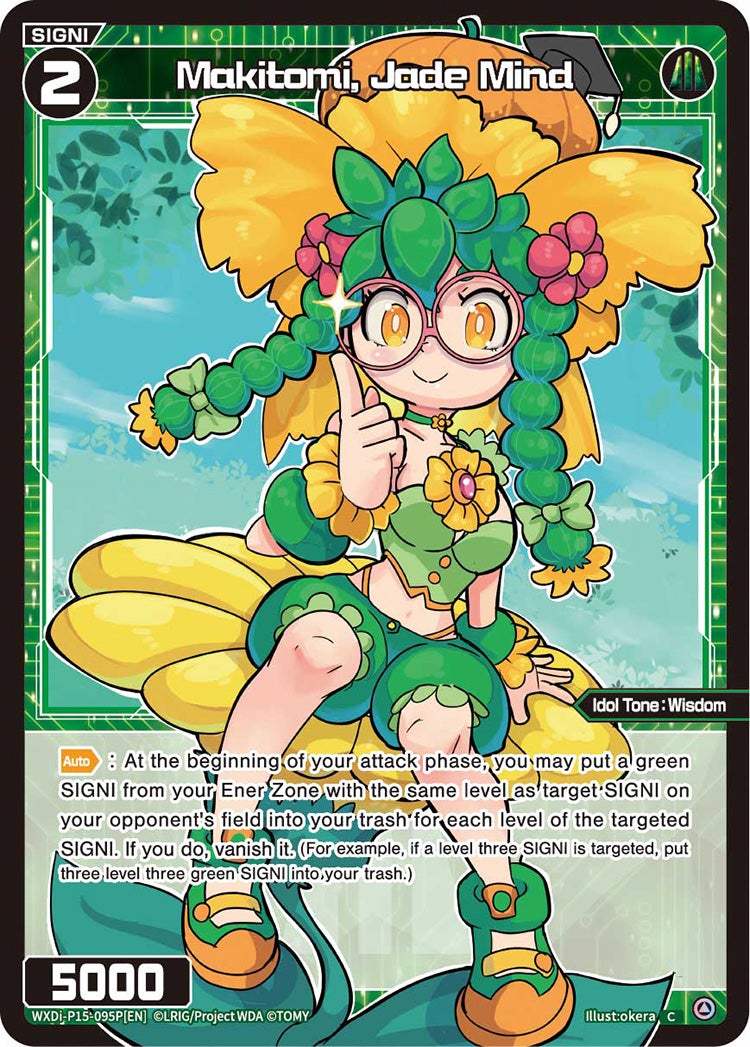 SIGNI
2
Makitomi, Jade Mind
Idol Tone：Wisdom
Auto : At the beginning of your attack phase, you may put a green
SIGNI from your Ener Zone with the same level as target SIGNI on
your opponent's field into your trash for each level of the targeted
SIGNI. If you do, vanish it. (For example, if a level three SIGNI is targeted, put
three level three green SIGNI into your trash.)
5000
WXDi-P15-095P[EN] ©LRIG/Project WDA ©TOMY
Illust:okera C